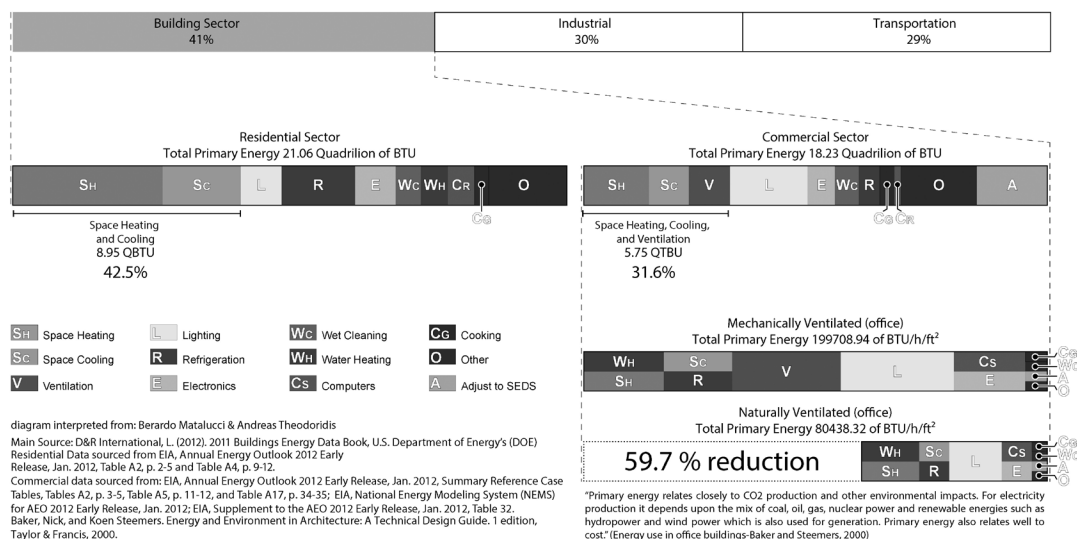 Building Sector
41%
Industrial
30%
Transportation
29%
Residential Sector
Total Primary Energy 21.06 Quadrilion of BTU
Commercial Sector
Total Primary Energy 18.23 Quadrilion of BTU
SH SC L R E WC WH CR O
CG
SH SC V L E WC R O A
CG CR
Space Heating
and Cooling
8.95 QBTU
42.5%
Space Heating, Cooling,
and Ventilation
5.75 QTBU
31.6%
SH Space Heating
L Lighting
WC Wet Cleaning
CG Cooking
SC Space Cooling
R Refrigeration
WH Water Heating
O Other
V Ventilation
E Electronics
CS Computers
A Adjust to SEDS
Mechanically Ventilated (office)
Total Primary Energy 199708.94 of BTU/h/ft²
WH SC V L CS CG
WC
SH R E A
O
Naturally Ventilated (office)
Total Primary Energy 80438.32 of BTU/h/ft²
59.7 % reduction
WH SC L CS CG
WC
SH R E A
O
diagram interpreted from: Berardo Matalucci & Andreas Theodoridis
Main Source: D&R International, L. (2012). 2011 Buildings Energy Data Book, U.S. Department of Energy's (DOE)
Residential Data sourced from EIA, Annual Energy Outlook 2012 Early
Release, Jan. 2012, Table A2, p. 2-5 and Table A4, p. 9-12.
Commercial data sourced from: EIA, Annual Energy Outlook 2012 Early Release, Jan. 2012, Summary Reference Case
Tables, Tables A2, p. 3-5, Table A5, p. 11-12, and Table A17, p. 34-35; EIA, National Energy Modeling System (NEMS)
for AEO 2012 Early Release, Jan. 2012; EIA, Supplement to the AEO 2012 Early Release, Jan. 2012, Table 32.
Baker, Nick, and Koen Steemers. Energy and Environment in Architecture: A Technical Design Guide. 1 edition,
Taylor & Francis, 2000.
"Primary energy relates closely to CO2 production and other environmental impacts. For electricity
production it depends upon the mix of coal, oil, gas, nuclear power and renewable energies such as
hydropower and wind power which is also used for generation. Primary energy also relates well to
cost." (Energy use in office buildings-Baker and Steemers, 2000)